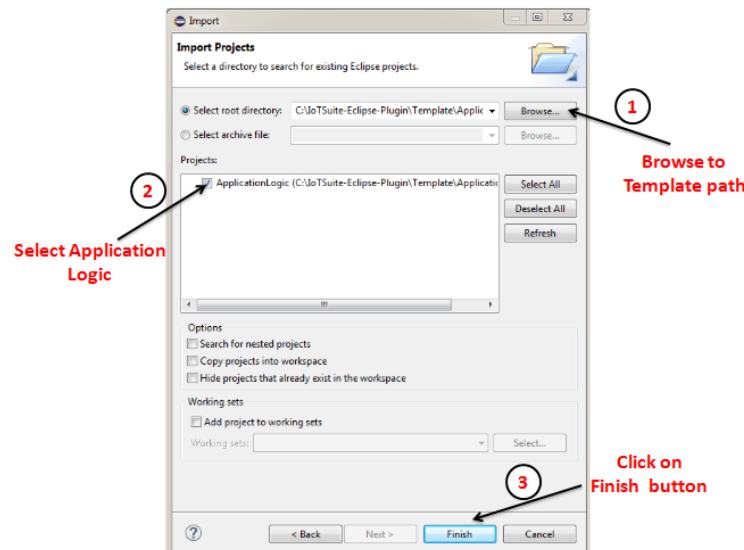 Import
Import Projects
Select a directory to search for existing Eclipse projects.
Select root directory: C:\IoTSuite-Eclipse-Plugin\Template\Applic Browse...
1
Select archive file: Browse...
Browse to
Template path
Projects:
2
ApplicationLogic (C:\IoTSuite-Eclipse-Plugin\Template\Applicatio
Select All
Deselect All
Refresh
Select Application
Logic
Options
Search for nested projects
Copy projects into workspace
Hide projects that already exist in the workspace
Working sets
Add project to working sets
Working sets: Select...
Click on
Finish button
3
? < Back Next > Finish Cancel